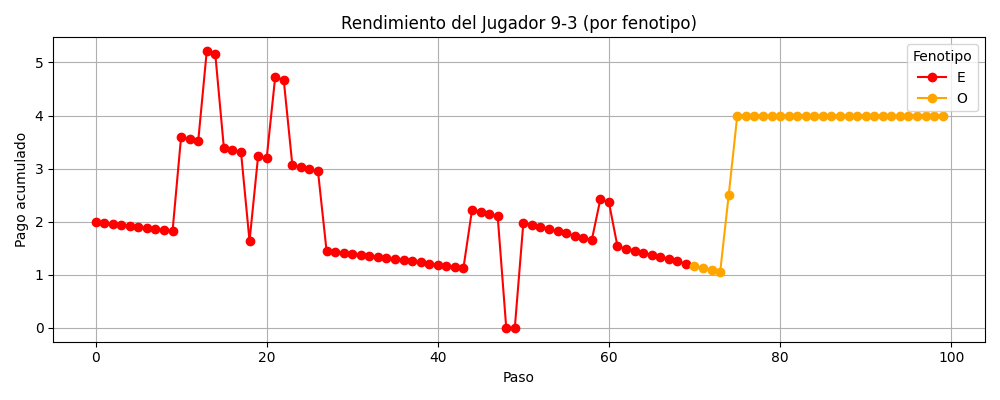 Rendimiento del Jugador 9-3 (por fenotipo)
Pago acumulado
5
4
3
2
1
0
Fenotipo
E
O
0 20 40 60 80 100
Paso